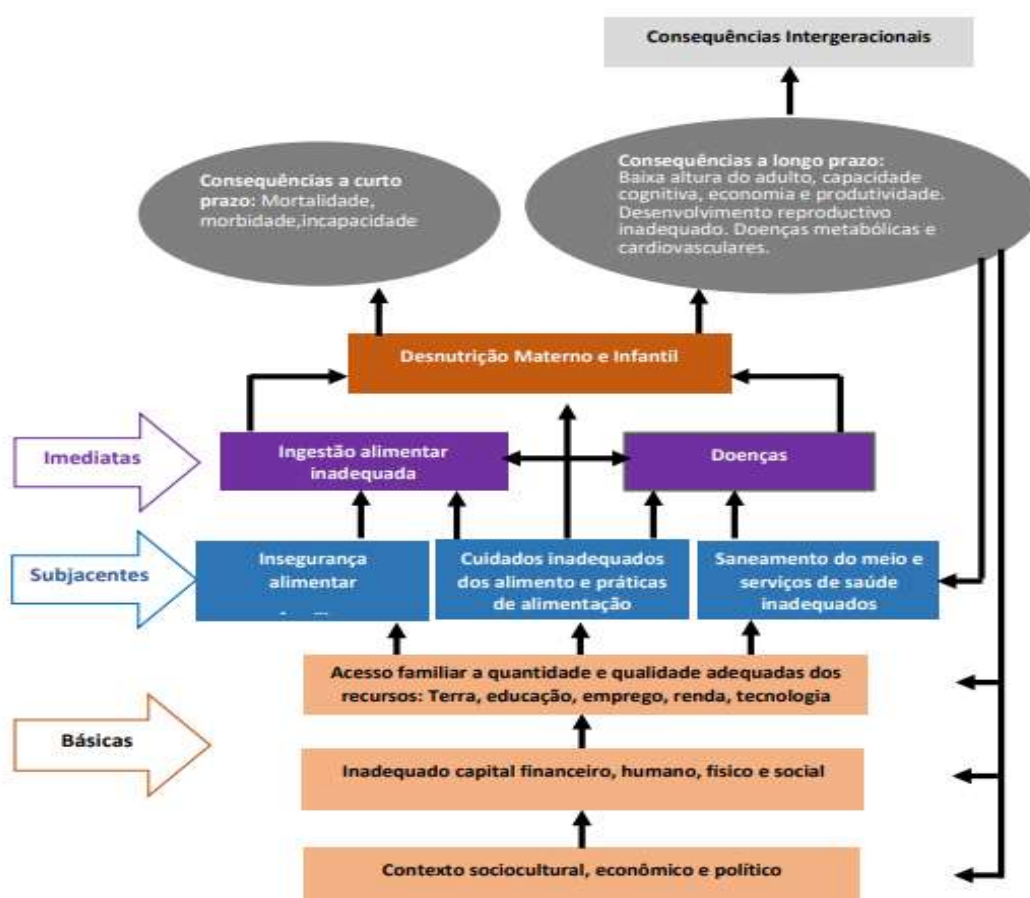 Consequências Intergeracionais
Consequências a curto
prazo: Mortalidade,
morbidade,incapacidade
Consequências a longo prazo:
Baixa altura do adulto, capacidade
cognitiva, economia e produtividade.
Desenvolvimento reproductivo
inadequado. Doenças metabólicas e
cardiovasculares.
Desnutrição Materno e Infantil
Imediatas
Ingestão alimentar
inadequada
Doenças
Subjacentes
Insegurança
alimentar
Cuidados inadequados
dos alimento e práticas
de alimentação
Saneamento do meio e
serviços de saúde
inadequados
Básicas
Acesso familiar a quantidade e qualidade adequadas dos
recursos: Terra, educação, emprego, renda, tecnologia
Inadequado capital financeiro, humano, fisico e social
Contexto sociocultural, econômico e político